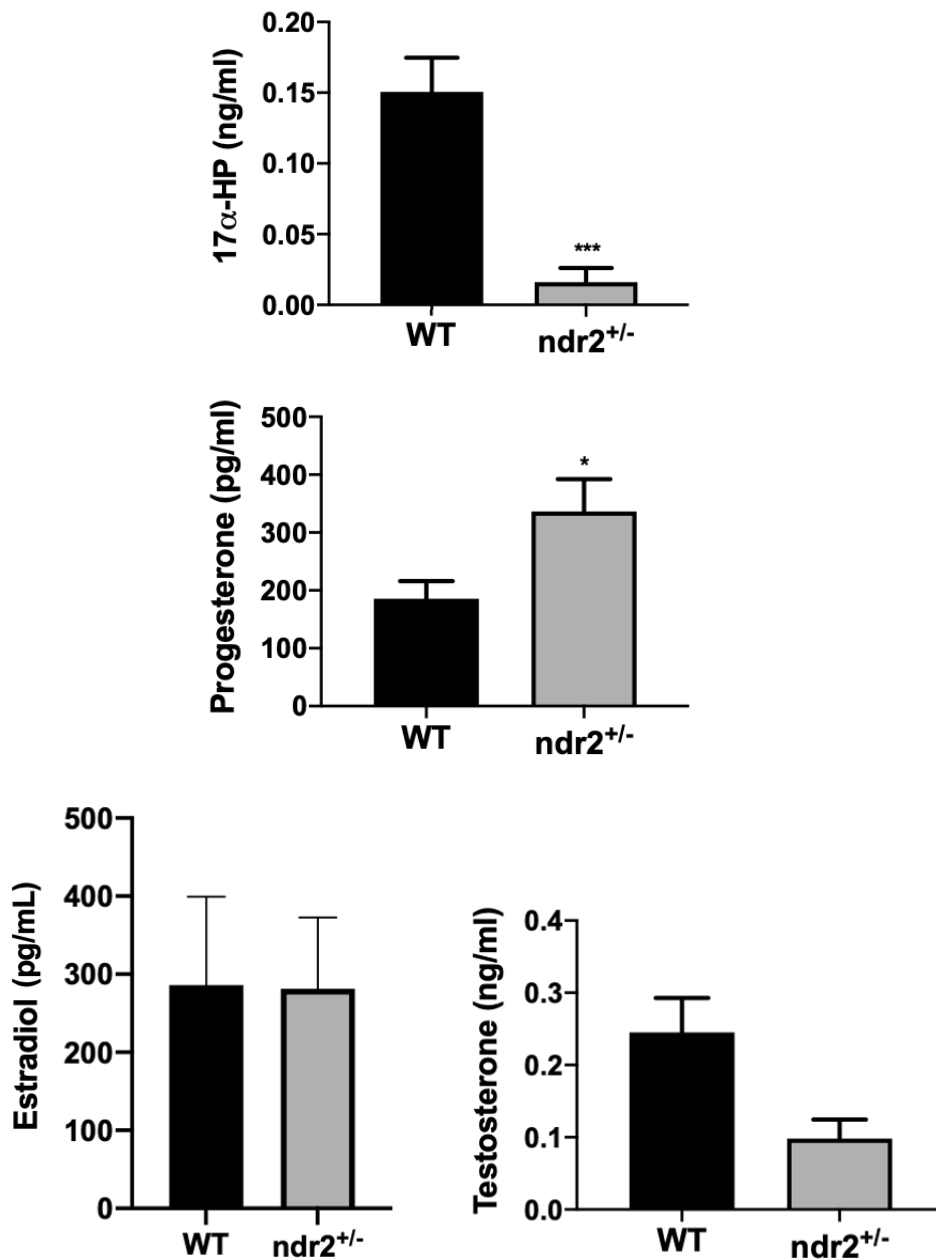 17α-HP (ng/ml)
0.20
0.15
0.10
0.05
0.00
***
WT
ndr2+/-
Progesterone (pg/ml)
500
400
300
200
100
0
*
WT
ndr2+/-
Estradiol (pg/mL)
500
400
300
200
100
0
WT
ndr2+/-
Testosterone (ng/ml)
0.4
0.3
0.2
0.1
0.0
WT
ndr2+/-